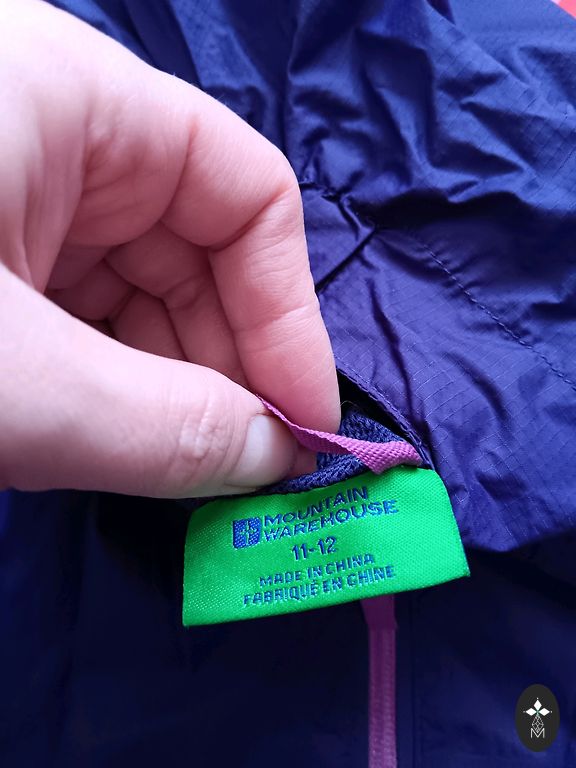 MOUNTAIN
WAREHOUSE
11-12
MADE IN CHINA
FABRIQUÉ EN CHINE
M